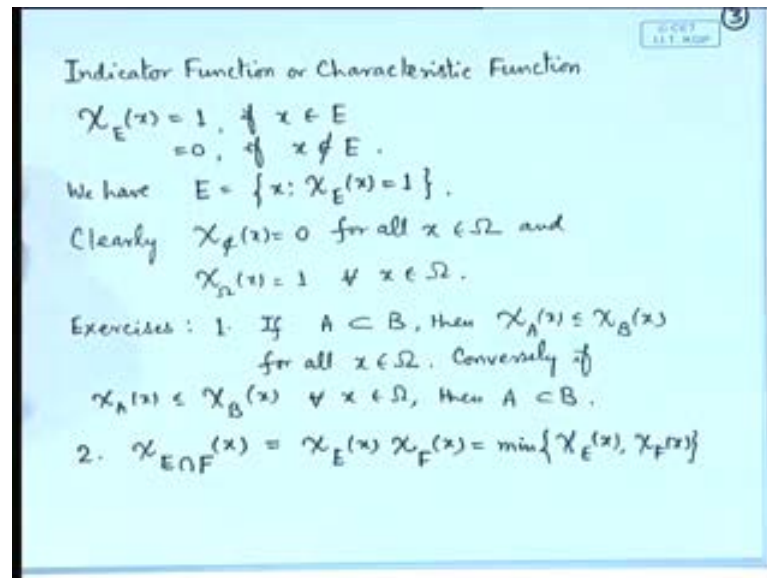 3
I.I.T. KGP
Indicator Function or Characteristic Function
χ_E(x) = 1, if x ∈ E
= 0, if x ∉ E.
We have E = {x: χ_E(x) = 1}.
Clearly χ_ϕ(x) = 0 for all x ∈ Ω and
χ_Ω(x) = 1 ∀ x ∈ Ω.
Exercises : 1. If A ⊂ B, then χ_A(x) ≤ χ_B(x)
for all x ∈ Ω. Conversely if
χ_A(x) ≤ χ_B(x) ∀ x ∈ Ω, then A ⊂ B.
2. χ_{E∩F}(x) = χ_E(x) χ_F(x) = min{χ_E(x), χ_F(x)}